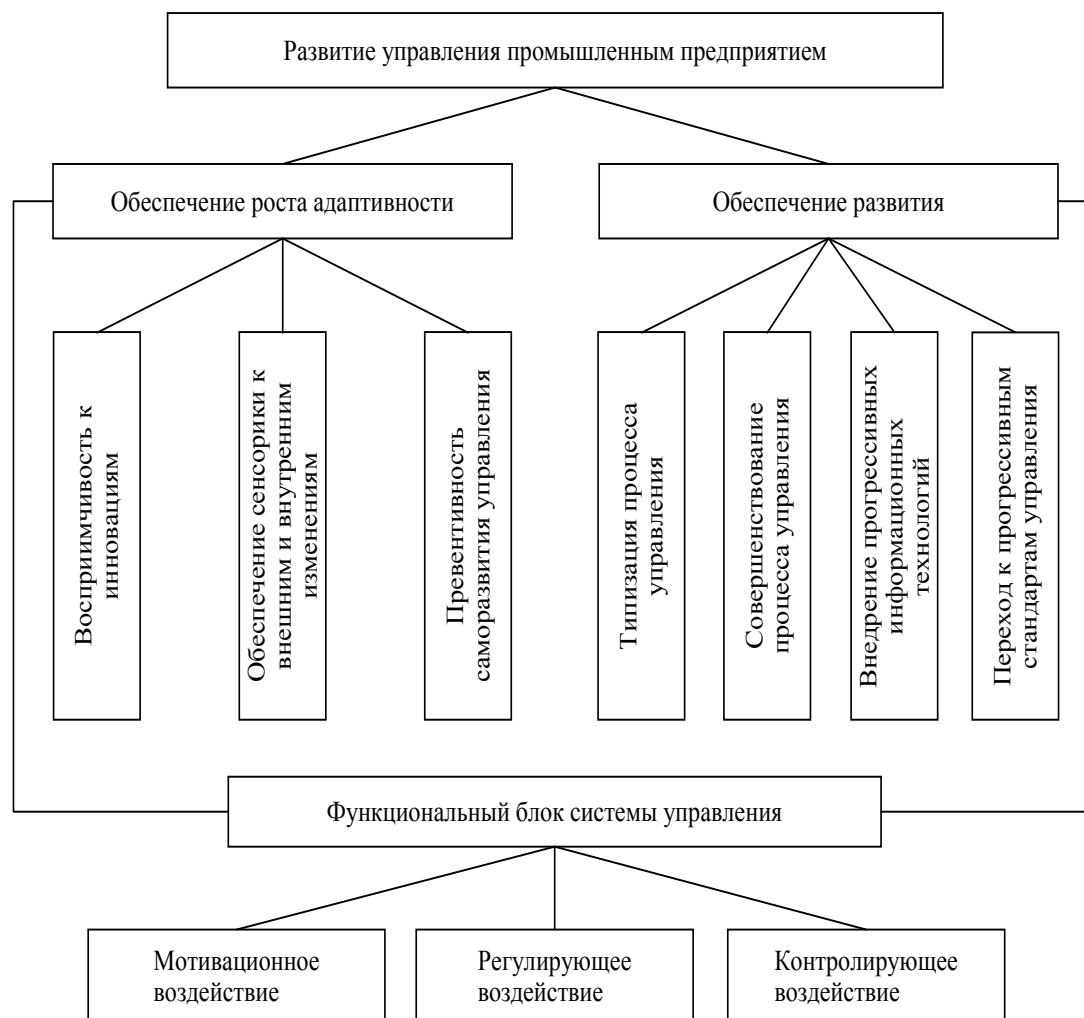 Развитие управления промышленным предприятием
Обеспечение роста адаптивности
Обеспечение развития
Восприимчивость к
инновациям
Обеспечение сенсорики к
внешним и внутренним
изменениям
Превентивность
саморазвития управления
Типизация процесса
управления
Совершенствование
процесса управления
Внедрение прогрессивных
информационных
технологий
Переход к прогрессивным
стандартам управления
Функциональный блок системы управления
Мотивационное
воздействие
Регулирующее
воздействие
Контролирующее
воздействие